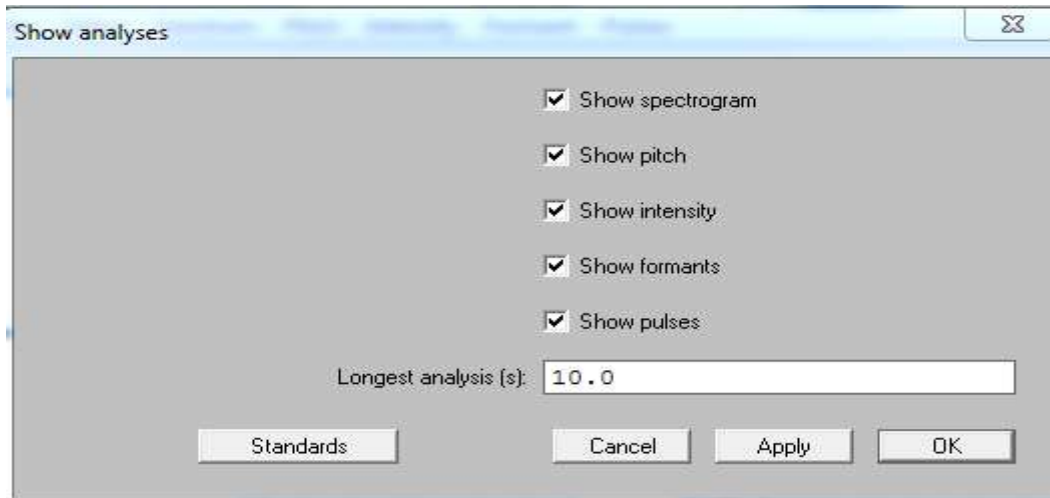 Show analyses
Show spectrogram
Show pitch
Show intensity
Show formants
Show pulses
Longest analysis (s): 10.0
Standards Cancel Apply OK